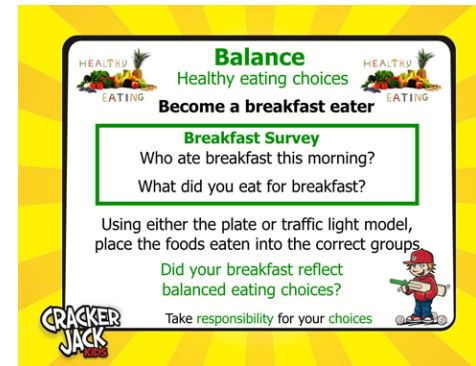 Balance
HEALTHY
EATING
Healthy eating choices
HEALTHY
EATING
Become a breakfast eater
Breakfast Survey
Who ate breakfast this morning?
What did you eat for breakfast?
Using either the plate or traffic light model,
place the foods eaten into the correct groups
Did your breakfast reflect
balanced eating choices?
Take responsibility for your choices
CRACKER
JACK
KIDS